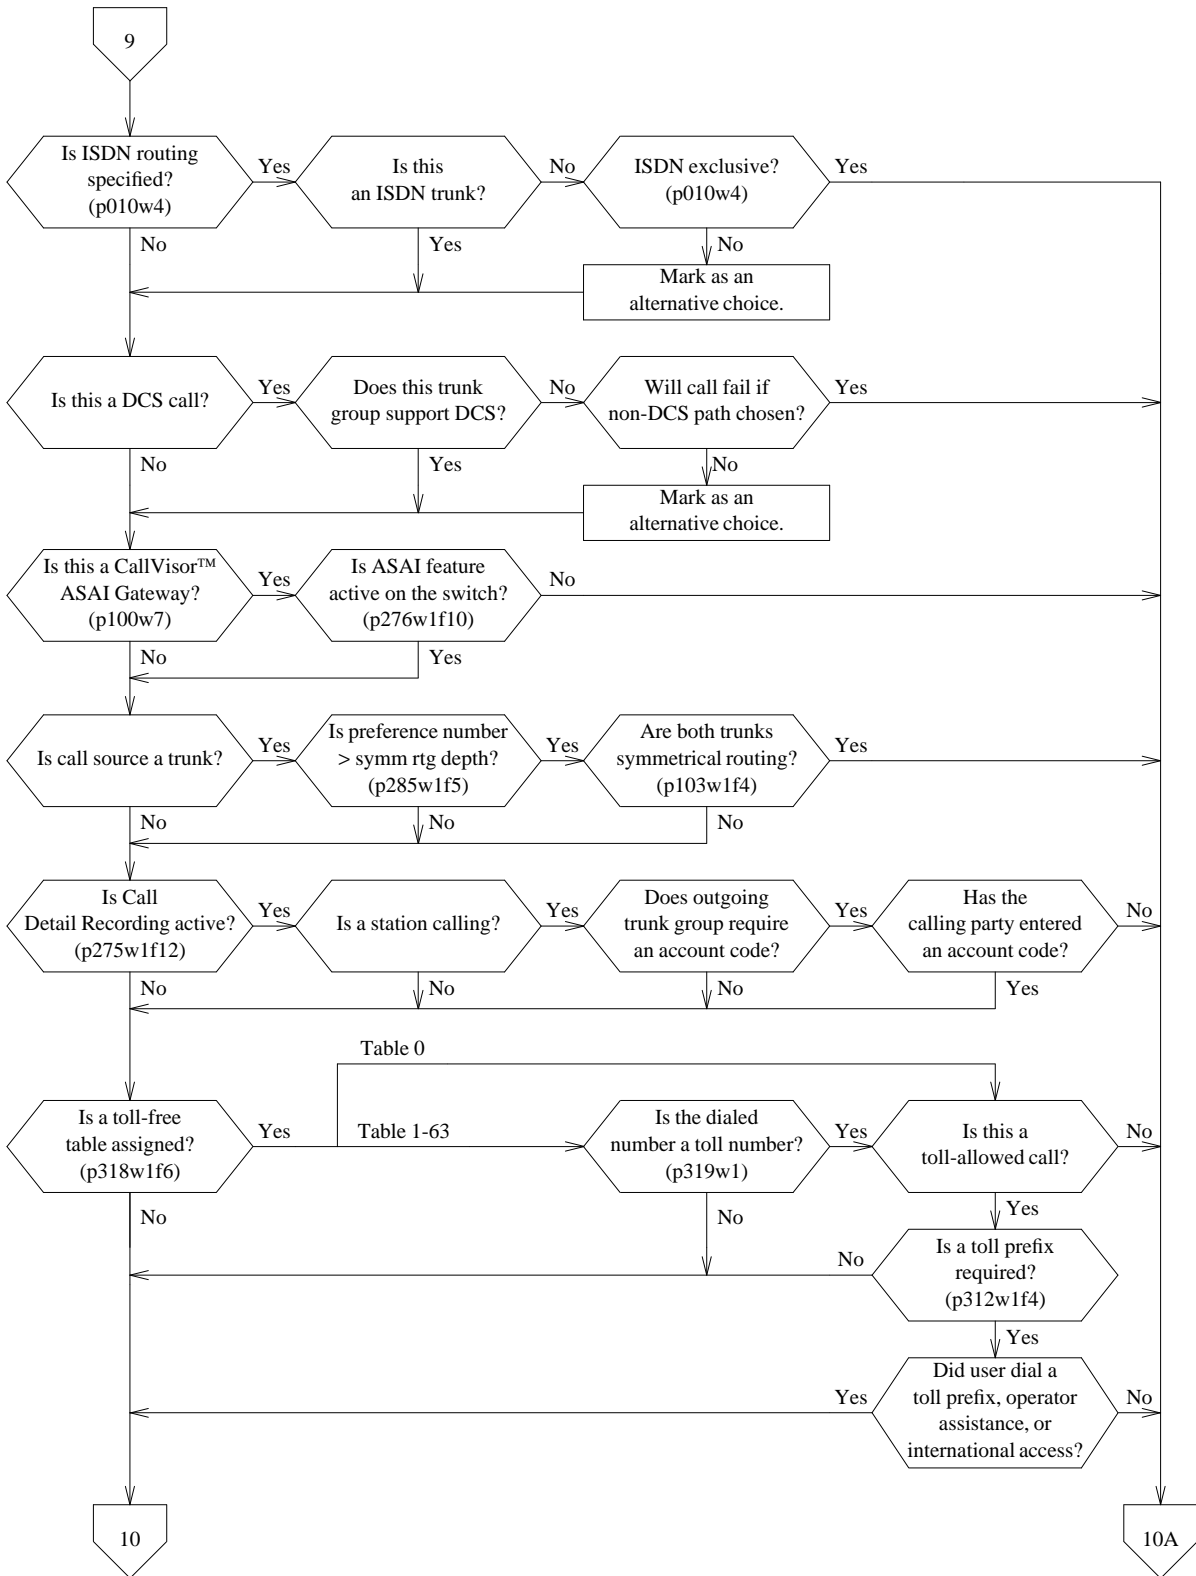 9
Is ISDN routing
specified?
(p010w4)
Yes
Is this
an ISDN trunk?
No
ISDN exclusive?
(p010w4)
Yes
No
Yes
No
Mark as an
alternative choice.
Is this a DCS call?
Yes
Does this trunk
group support DCS?
No
Will call fail if
non-DCS path chosen?
Yes
No
Yes
No
Mark as an
alternative choice.
Is this a CallVisor™
ASAI Gateway?
(p100w7)
Yes
Is ASAI feature
active on the switch?
(p276w1f10)
No
No
Yes
Is call source a trunk?
Yes
Is preference number
> symm rtg depth?
(p285w1f5)
Yes
Are both trunks
symmetrical routing?
(p103w1f4)
Yes
No
No
No
Is Call
Detail Recording active?
(p275w1f12)
Yes
Is a station calling?
Yes
Does outgoing
trunk group require
an account code?
Yes
Has the
calling party entered
an account code?
No
No
No
No
Yes
Table 0
Is a toll-free
table assigned?
(p318w1f6)
Yes
Table 1-63
Is the dialed
number a toll number?
(p319w1)
Yes
Is this a
toll-allowed call?
No
No
No
Yes
No
Is a toll prefix
required?
(p312w1f4)
Yes
Yes
Did user dial a
toll prefix, operator
assistance, or
international access?
No
10
10A